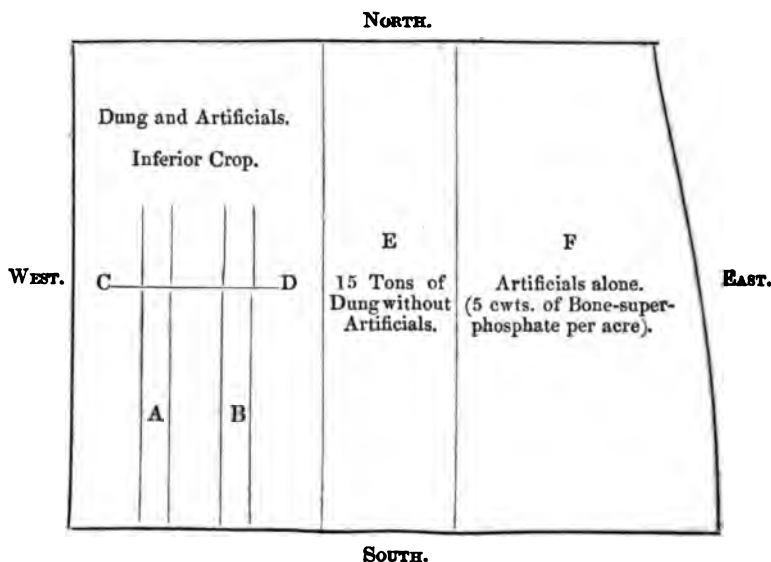 NORTH.
Dung and Artificials.
Inferior Crop.
WEST.
C
D
A
B
E
15 Tons of
Dung without
Artificials.
F
Artificials alone.
(5 cwts. of Bone-super-
phosphate per acre).
EAST.
SOUTH.